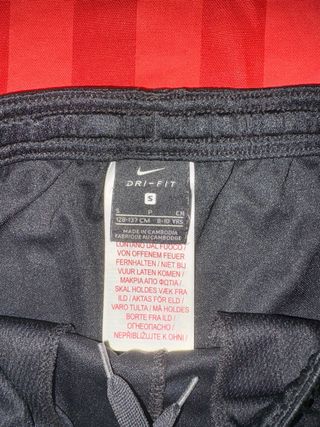 DRI-FIT
S
S P CH
128-137 CM 8-10 YRS
MADE IN CAMBODIA
FABRIQUE AU CAMBODGE
LONTANO DAL FUOCO /
VON OFFENEM FEUER
FERNHALTEN / NIET BIJ
VUUR LATEN KOMEN /
ΜΑΚΡΙΑ ΑΠΟ ΦΩΤΙΑ /
SKAL HOLDES VÆK FRA
ILD / AKTAS FÖR ELD /
VARO TULTA / MÅ HOLDES
BORTE FRA ILD /
ОГНЕОПАСНО /
NEPŘIBLIŽUJTE K OHNI /